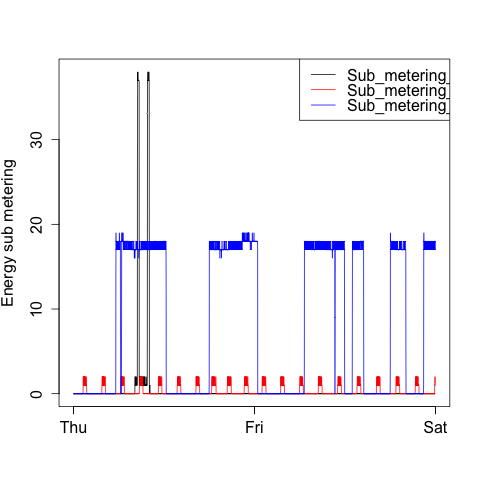 Sub_metering_
Sub_metering_
Sub_metering_
Energy sub metering
30
20
10
0
Thu Fri Sat